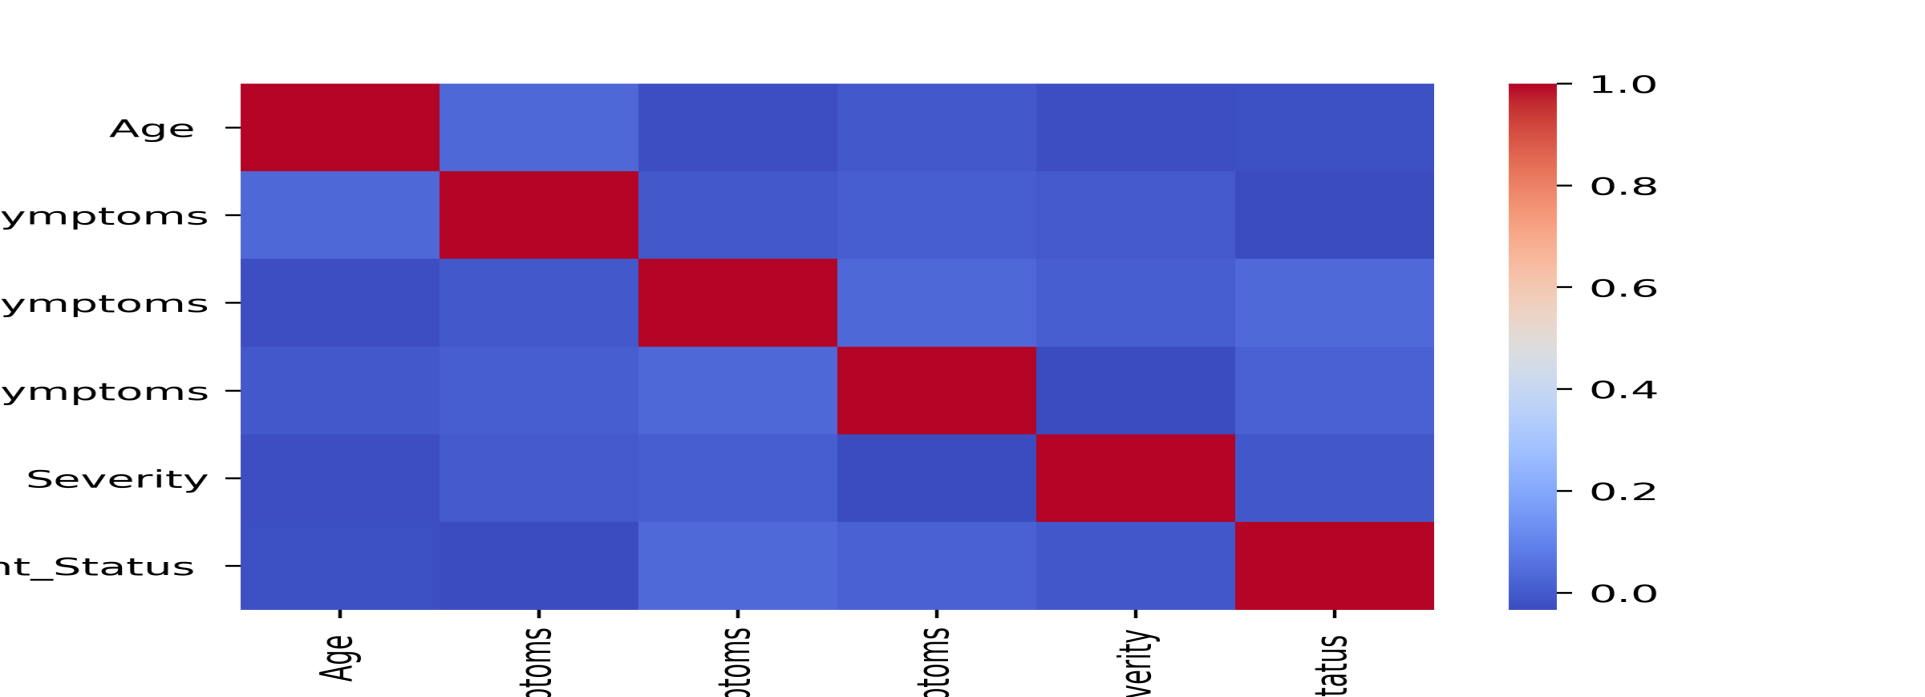 Age
ymptoms
ymptoms
ymptoms
Severity
nt_Status
1.0
0.8
0.6
0.4
0.2
0.0
Age
ptoms
ptoms
ptoms
verity
tatus